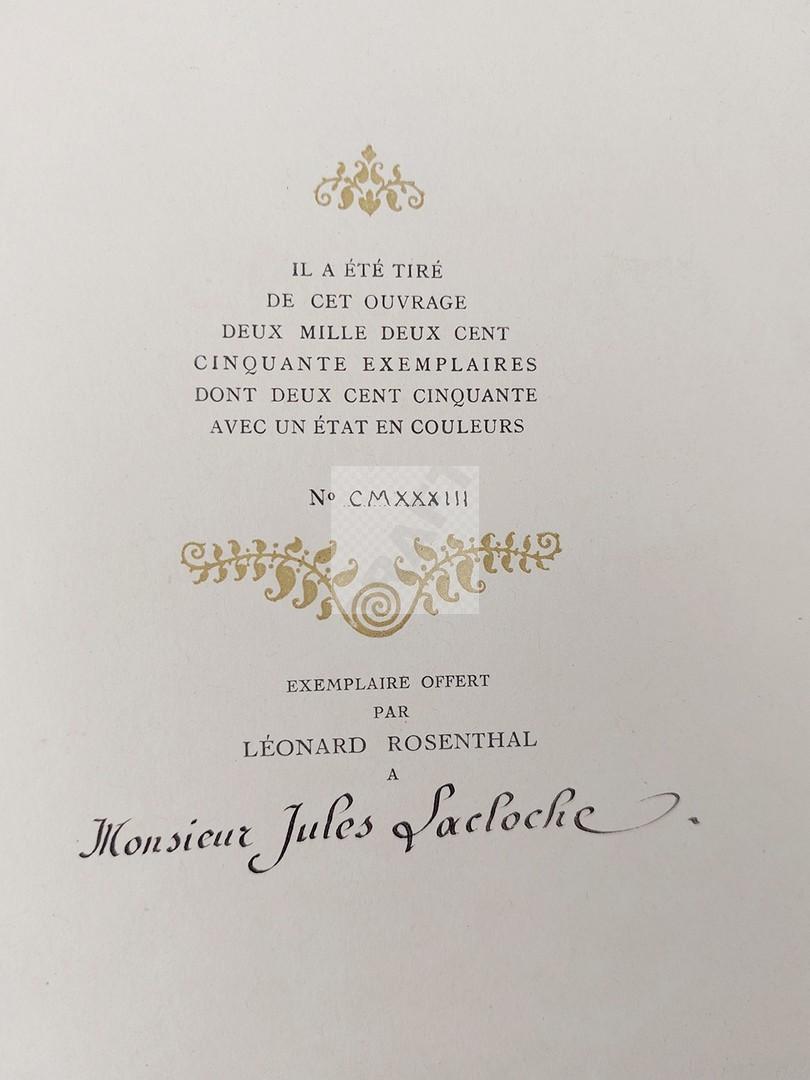 IL A ÉTÉ TIRÉ
DE CET OUVRAGE
DEUX MILLE DEUX CENT
CINQUANTE EXEMPLAIRES
DONT DEUX CENT CINQUANTE
AVEC UN ÉTAT EN COULEURS
Nº CMXXXIII
DRAFT
EXEMPLAIRE OFFERT
PAR
LÉONARD ROSENTHAL
A
Monsieur Jules Lacloche.